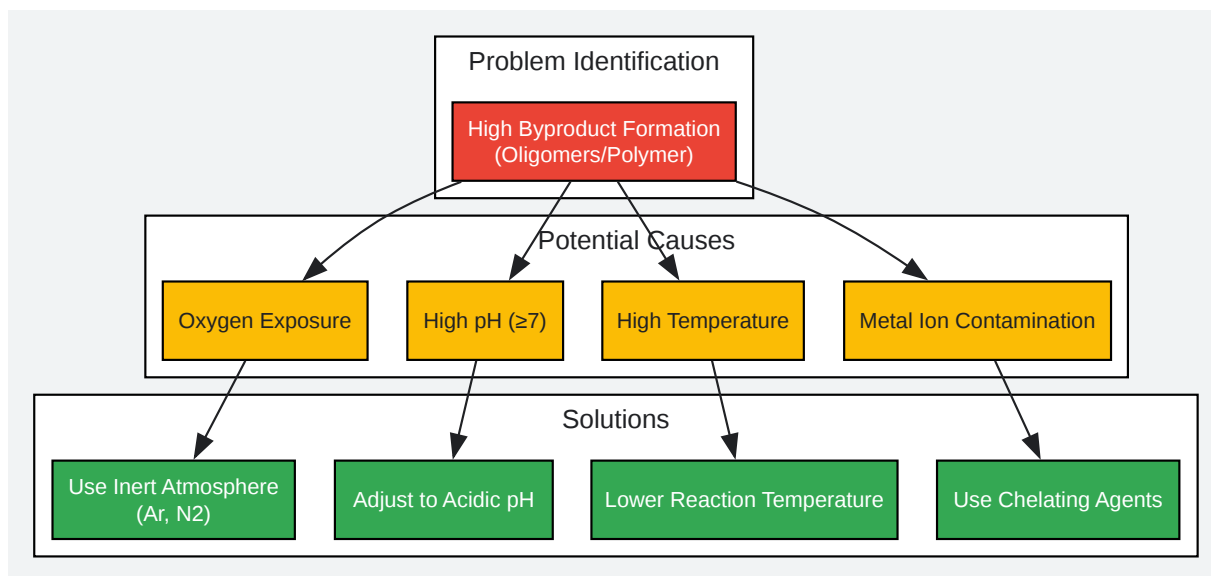 Problem Identification
High Byproduct Formation
(Oligomers/Polymer)
Potential Causes
Oxygen Exposure
High pH (≥7)
High Temperature
Metal Ion Contamination
Solutions
Use Inert Atmosphere
(Ar, N2)
Adjust to Acidic pH
Lower Reaction Temperature
Use Chelating Agents